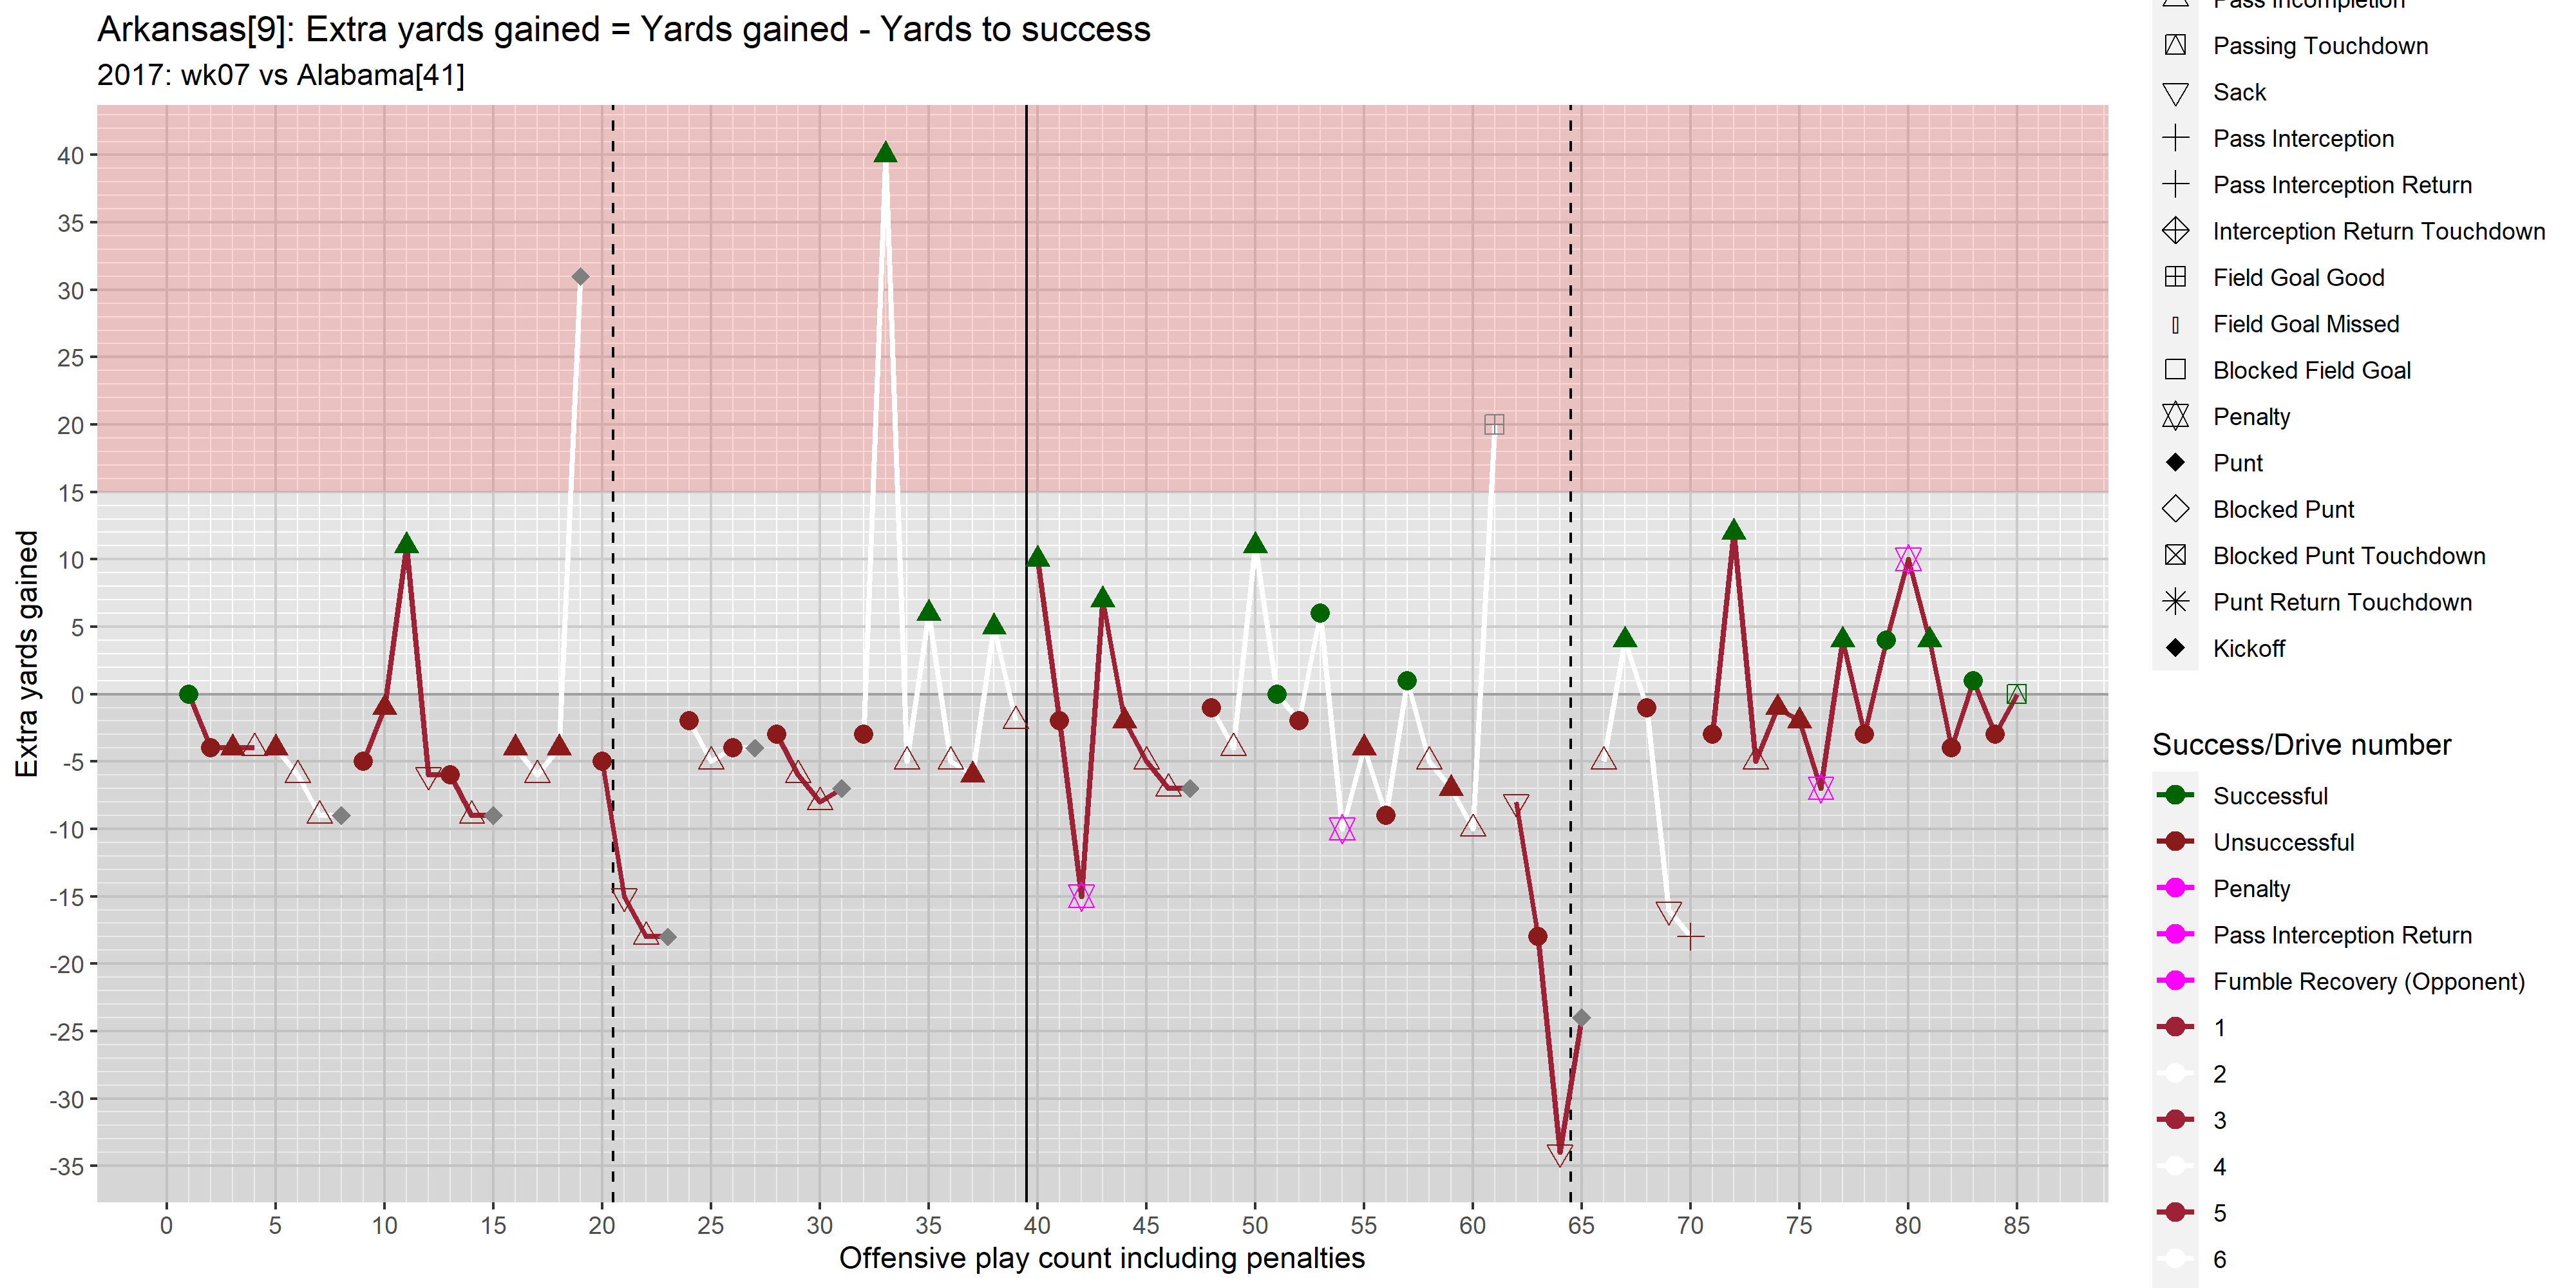 Arkansas[9]: Extra yards gained = Yards gained - Yards to success
2017: wk07 vs Alabama[41]
Extra yards gained
40
35
30
25
20
15
10
5
0
-5
-10
-15
-20
-25
-30
-35
0 5 10 15 20 25 30 35 40 45 50 55 60 65 70 75 80 85
Offensive play count including penalties
Pass Incompletion
Passing Touchdown
Sack
Pass Interception
Pass Interception Return
Interception Return Touchdown
Field Goal Good
Field Goal Missed
Blocked Field Goal
Penalty
Punt
Blocked Punt
Blocked Punt Touchdown
Punt Return Touchdown
Kickoff
Success/Drive number
Successful
Unsuccessful
Penalty
Pass Interception Return
Fumble Recovery (Opponent)
1
2
3
4
5
6